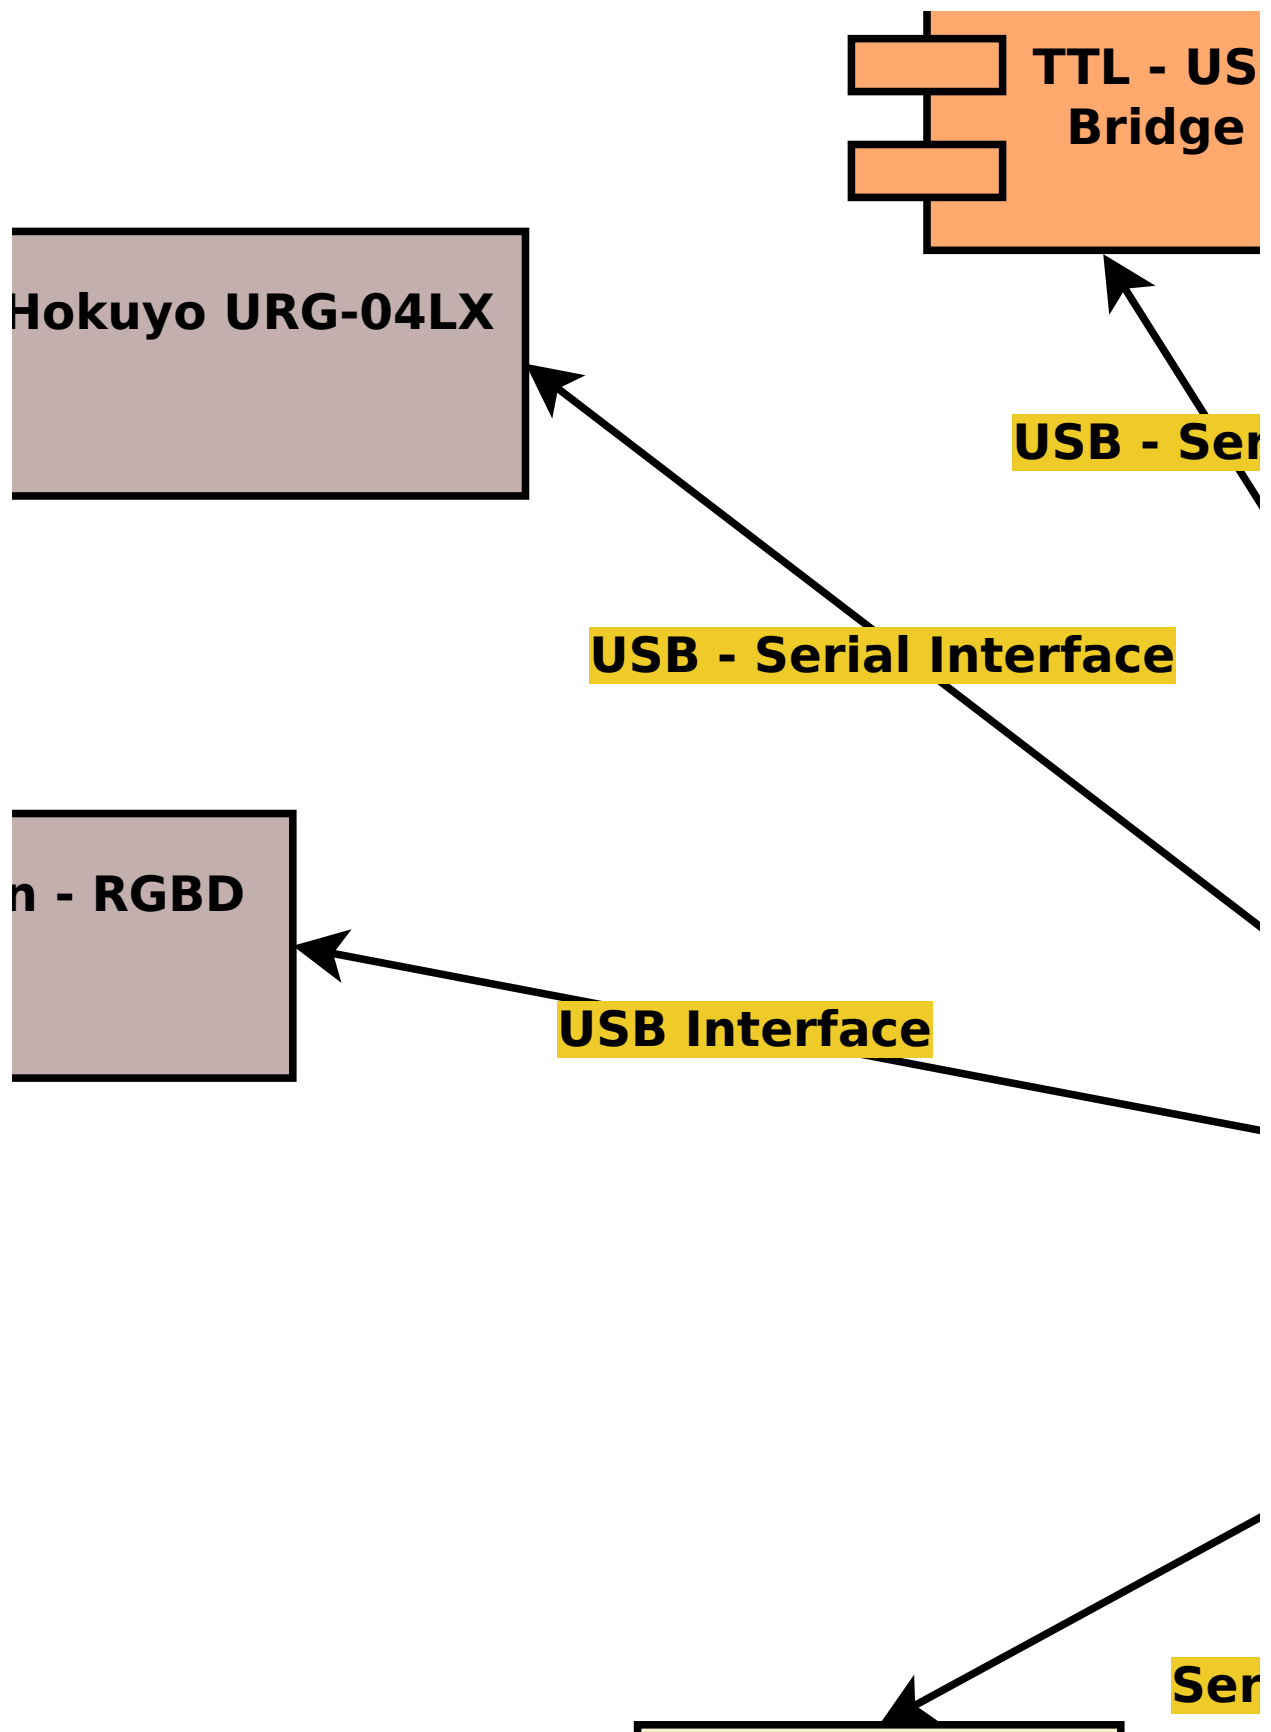 TTL - US
Bridge
Hokuyo URG-04LX
USB - Ser
USB - Serial Interface
n - RGBD
USB Interface
Ser